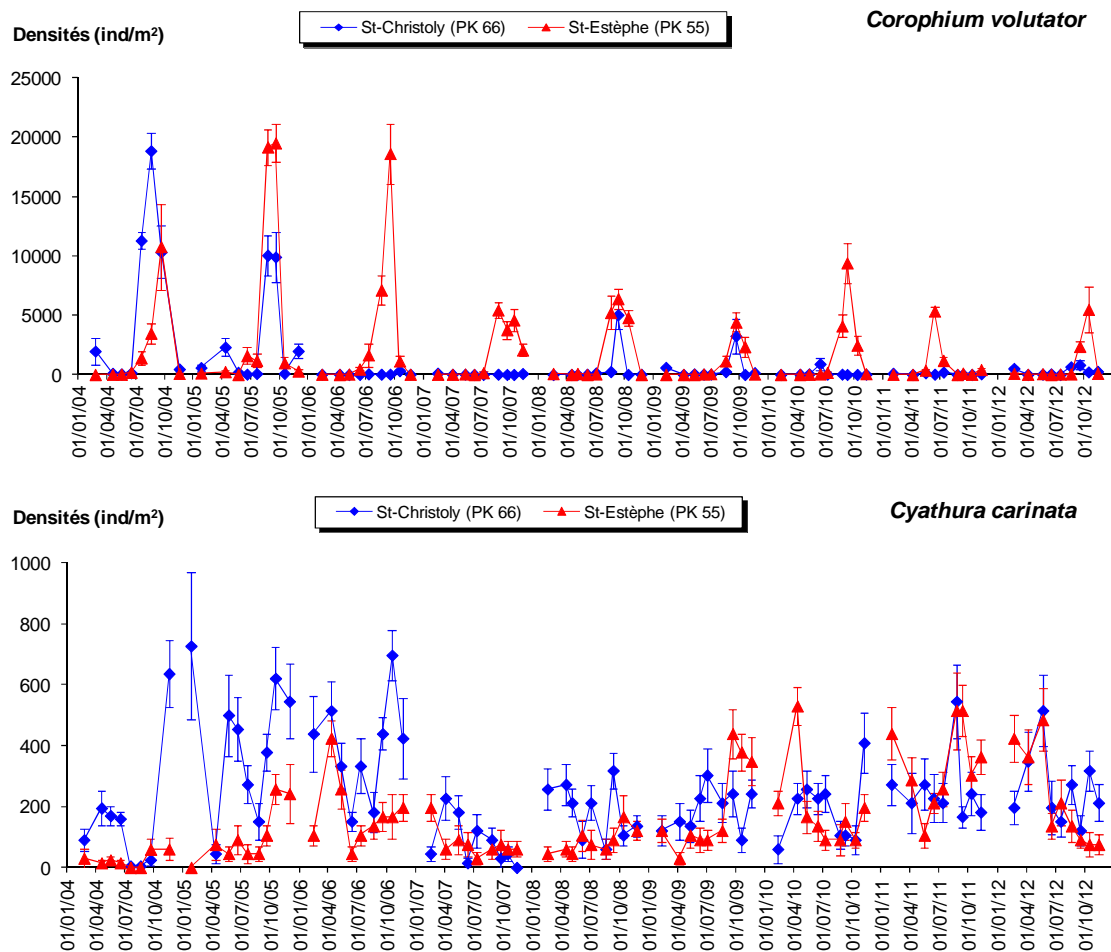 St-Christoly (PK 66) St-Estèphe (PK 55)
Corophium volutator
Densités (ind/m²)
25000
20000
15000
10000
5000
0
01/01/04 01/04/04 01/07/04 01/10/04 01/01/05 01/04/05 01/07/05 01/10/05 01/01/06 01/04/06 01/07/06 01/10/06 01/01/07 01/04/07 01/07/07 01/10/07 01/01/08 01/04/08 01/07/08 01/10/08 01/01/09 01/04/09 01/07/09 01/10/09 01/01/10 01/04/10 01/07/10 01/10/10 01/01/11 01/04/11 01/07/11 01/10/11 01/01/12 01/04/12 01/07/12 01/10/12
St-Christoly (PK 66) St-Estèphe (PK 55)
Cyathura carinata
Densités (ind/m²)
1000
800
600
400
200
0
01/01/04 01/04/04 01/07/04 01/10/04 01/01/05 01/04/05 01/07/05 01/10/05 01/01/06 01/04/06 01/07/06 01/10/06 01/01/07 01/04/07 01/07/07 01/10/07 01/01/08 01/04/08 01/07/08 01/10/08 01/01/09 01/04/09 01/07/09 01/10/09 01/01/10 01/04/10 01/07/10 01/10/10 01/01/11 01/04/11 01/07/11 01/10/11 01/01/12 01/04/12 01/07/12 01/10/12